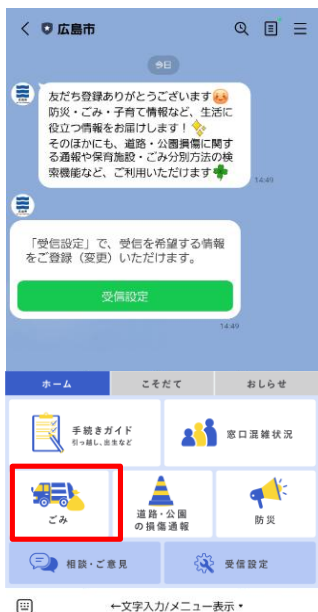 広島市
今日
友だち登録ありがとうございます
防災・ごみ・子育て情報など、生活に
役立つ情報をお届けします！
そのほかにも、道路・公園損傷に関す
る通報や保育施設・ごみ分別方法の検
索機能など、ご利用いただけます
14:49
「受信設定」で、受信を希望する情報
をご登録（変更）いただけます。
受信設定
14:49
ホーム
こそだて
おしらせ
手続きガイド
引っ越し、出生など
窓口混雑状況
ごみ
道路・公園
の損傷通報
防災
相談・ご意見
受信設定
←文字入力/メニュー表示・